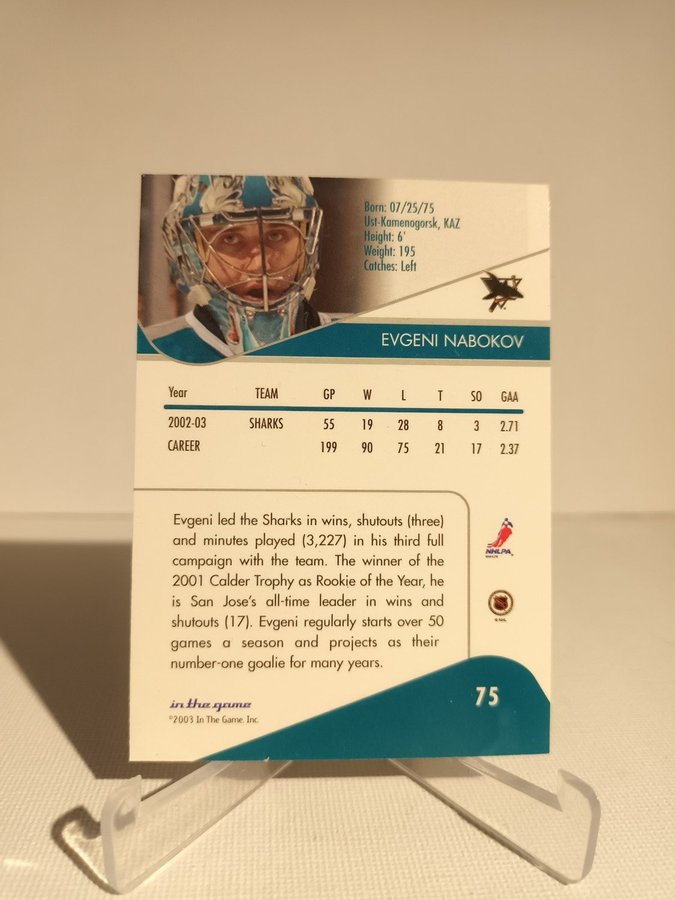 Born: 07/25/75
Ust-Kamenogorsk, KAZ
Height: 6'
Weight: 195
Catches: Left
EVGENI NABOKOV
Year TEAM GP W L T SO GAA
2002-03 SHARKS 55 19 28 8 3 2.71
CAREER 199 90 75 21 17 2.37
Evgeni led the Sharks in wins, shutouts (three)
and minutes played (3,227) in his third full
campaign with the team. The winner of the
2001 Calder Trophy as Rookie of the Year, he
is San Jose's all-time leader in wins and
shutouts (17). Evgeni regularly starts over 50
games a season and projects as their
number-one goalie for many years.
NHLPA
© NHL
in the game
©2003 In The Game, Inc.
75